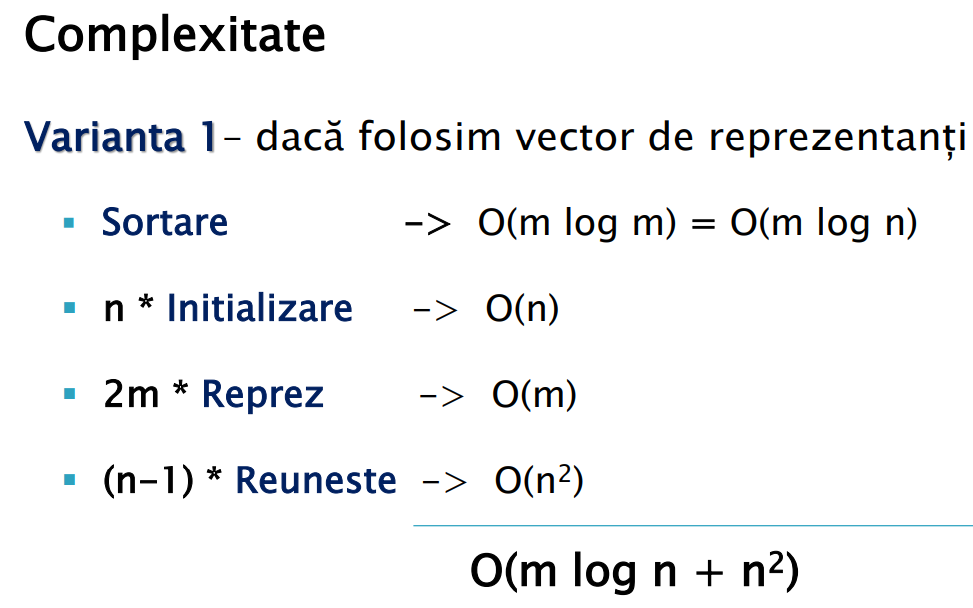 Complexitate
Varianta 1– dacă folosim vector de reprezentanți
▪ Sortare –> O(m log m) = O(m log n)
▪ n * Initializare –> O(n)
▪ 2m * Reprez –> O(m)
▪ (n–1) * Reuneste –> O(n²)
O(m log n + n²)